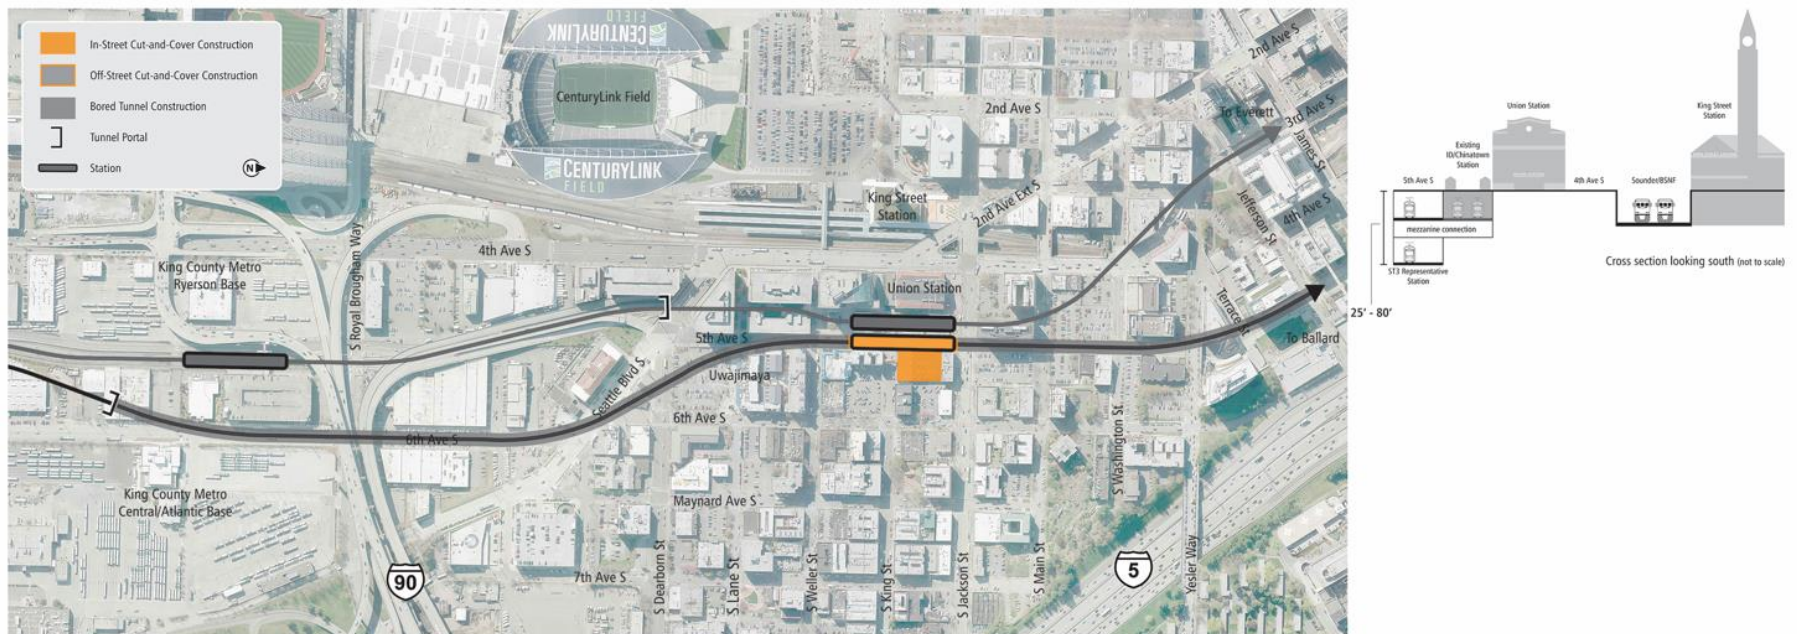 In-Street Cut-and-Cover Construction
Off-Street Cut-and-Cover Construction
Bored Tunnel Construction
Tunnel Portal
Station
N
CENTURYLINK
FIELD
CenturyLink Field
CENTURYLINK
FIELD
2nd Ave S
2nd Ave S
To Everett
3rd Ave S
James St
King Street
Station
2nd Ave Ext S
Jefferson St
4th Ave S
S Royal Brougham Way
4th Ave S
King County Metro
Ryerson Base
Union Station
Terrace St
To Ballard
5th Ave S
Uwajimaya
Seattle Blvd S
6th Ave S
6th Ave S
King County Metro
Central/Atlantic Base
Maynard Ave S
S Washington St
7th Ave S
S Dearborn St
S Lane St
S Weller St
S King St
S Jackson St
S Main St
Yesler Way
90
5
Union Station
King Street
Station
Existing
ID/Chinatown
Station
5th Ave S
4th Ave S
Sounder/BSNF
mezzanine connection
ST3 Representative
Station
Cross section looking south (not to scale)
25' - 80'